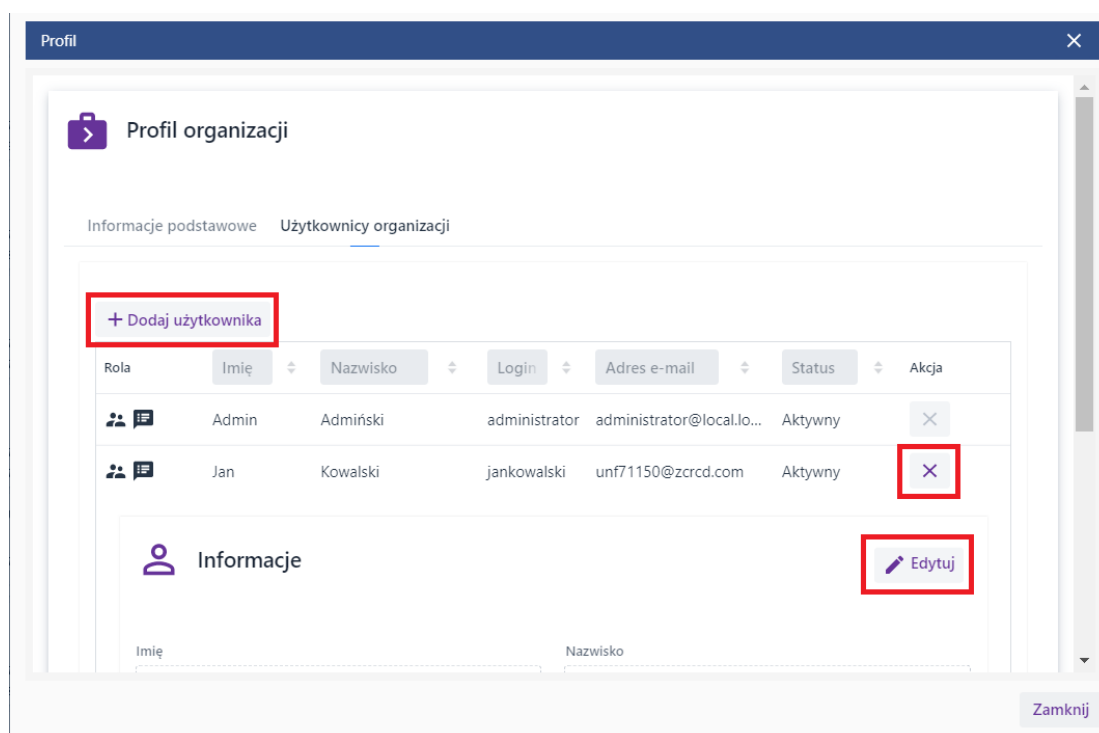 Profil
Profil organizacji
Informacje podstawowe Użytkownicy organizacji
+ Dodaj użytkownika
Rola Imię Nazwisko Login Adres e-mail Status Akcja
Admin Admiński administrator administrator@local.lo... Aktywny
Jan Kowalski jankowalski unf71150@zcrcd.com Aktywny
Informacje Edytuj
Imię Nazwisko
Zamknij